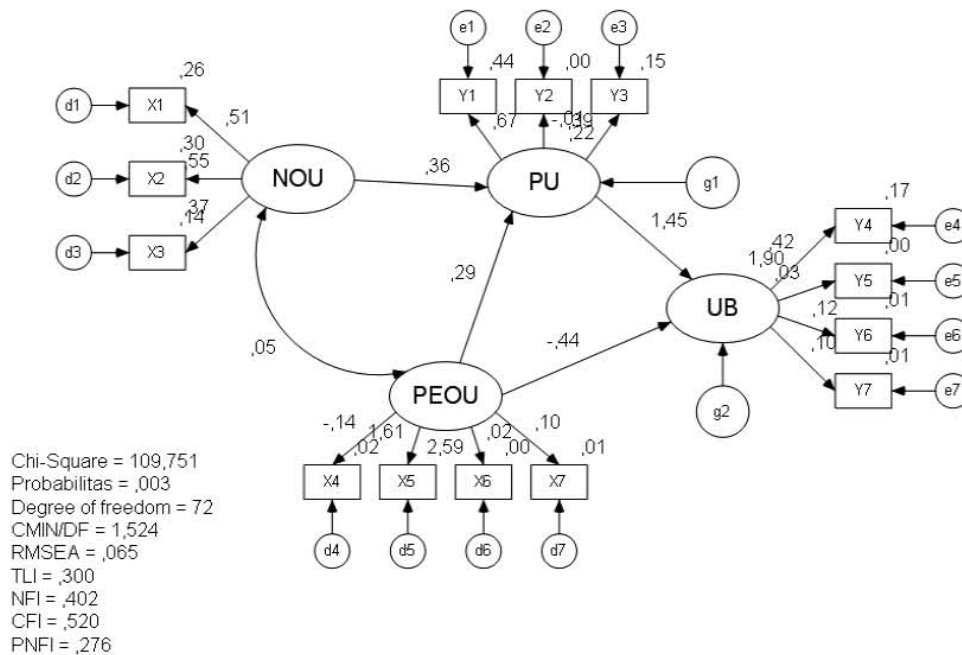 e1
e2
e3
,44
,00
,15
Y1
Y2
Y3
,67
-,01
,39
,22
,26
d1
X1
,51
,30
d2
X2
,55
NOU
,36
PU
g1
,37
,14
d3
X3
1,45
,17
Y4
e4
,42
,00
1,90
,03
Y5
e5
,29
UB
,01
,12
Y6
e6
,05
-,44
,10
,01
Y7
e7
PEOU
g2
-,14
1,61
,02
,10
,02
2,59
,00
,01
X4
X5
X6
X7
d4
d5
d6
d7
Chi-Square = 109,751
Probabilitas = ,003
Degree of freedom = 72
CMIN/DF = 1,524
RMSEA = ,065
TLI = ,300
NFI = ,402
CFI = ,520
PNFI = ,276